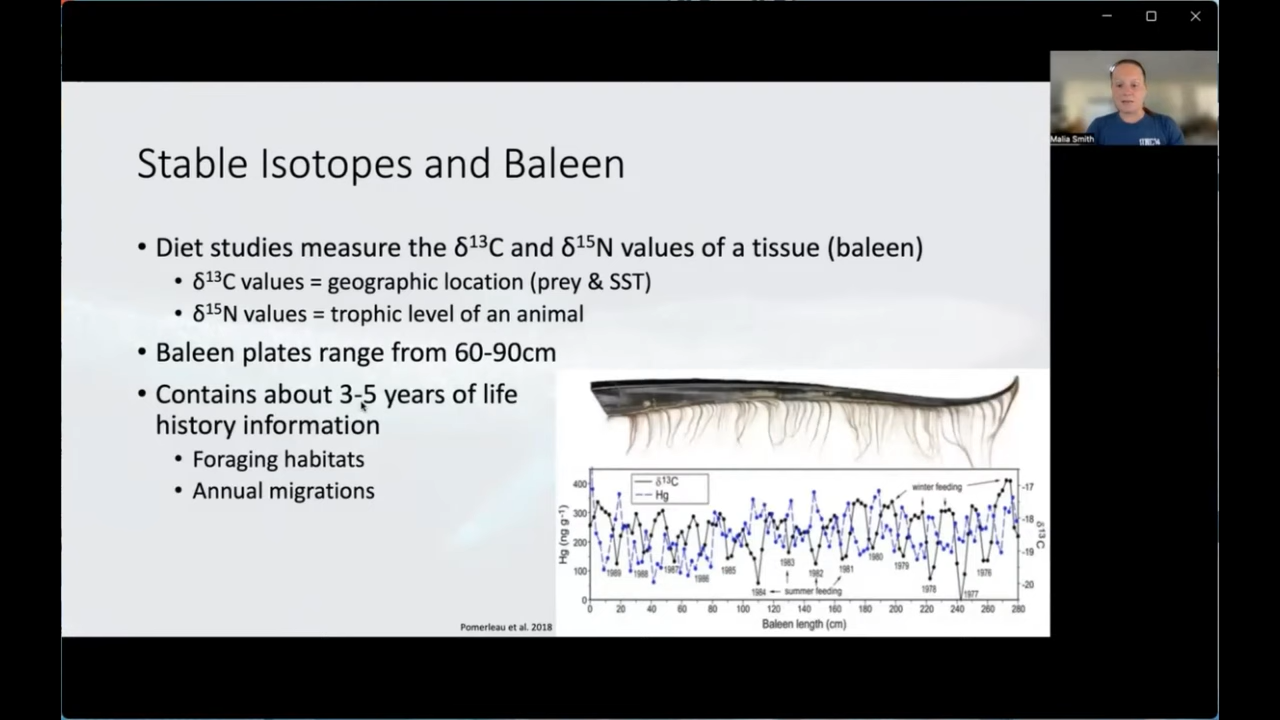 Malia Smith
Stable Isotopes and Baleen
• Diet studies measure the δ¹³C and δ¹⁵N values of a tissue (baleen)
• δ¹³C values = geographic location (prey & SST)
• δ¹⁵N values = trophic level of an animal
• Baleen plates range from 60-90cm
• Contains about 3-5 years of life
history information
• Foraging habitats
• Annual migrations
δ¹³C
Hg
winter feeding
400
300
200
100
0
Hg (ng g⁻¹)
-17
-18
-19
-20
δ¹³C
1989
1988
1987
1986
1985
1984
summer feeding
1983
1982
1981
1980
1979
1978
1977
1976
0 20 40 60 80 100 120 140 160 180 200 220 240 260 280
Baleen length (cm)
Pomerleau et al. 2018